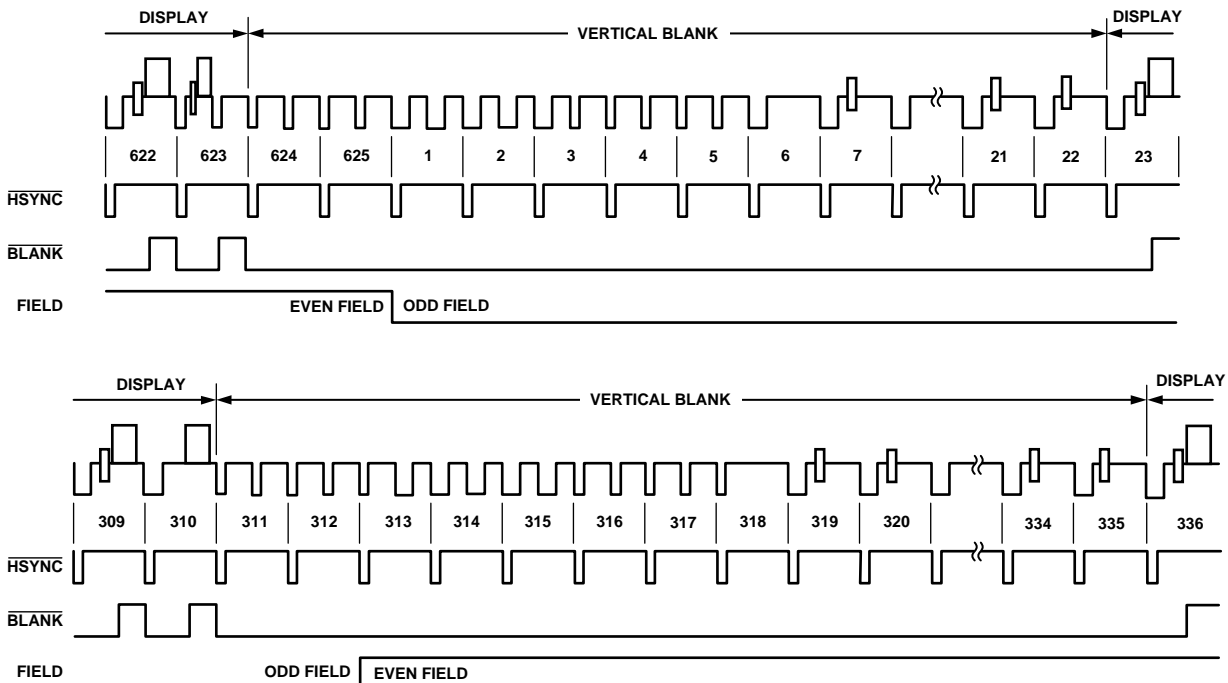 DISPLAY VERTICAL BLANK DISPLAY
622 623 624 625 1 2 3 4 5 6 7 21 22 23
HSYNC
BLANK
FIELD EVEN FIELD ODD FIELD
DISPLAY VERTICAL BLANK DISPLAY
309 310 311 312 313 314 315 316 317 318 319 320 334 335 336
HSYNC
BLANK
FIELD ODD FIELD EVEN FIELD